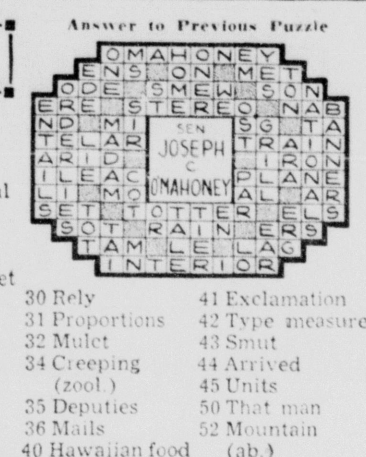 Answer to Previous Puzzle
OMAHONEY
ENS ON MET
ODE SMEW SON
ERE STEREO NAB
ND MI SG TA
TELAR TRAIN
ARID IRON
ILEAC PLANE
LI MO AL AR
SET TOTTER ELS
SOT RAIN ERS
TAM LE LAG
INTERIOR
SEN
JOSEPH
C
O'MAHONEY
30 Rely
31 Proportions
32 Mulct
34 Creeping
(zool.)
35 Deputies
36 Mails
40 Hawaiian food
41 Exclamation
42 Type measure
43 Smut
44 Arrived
45 Units
50 That man
52 Mountain
(ab.)